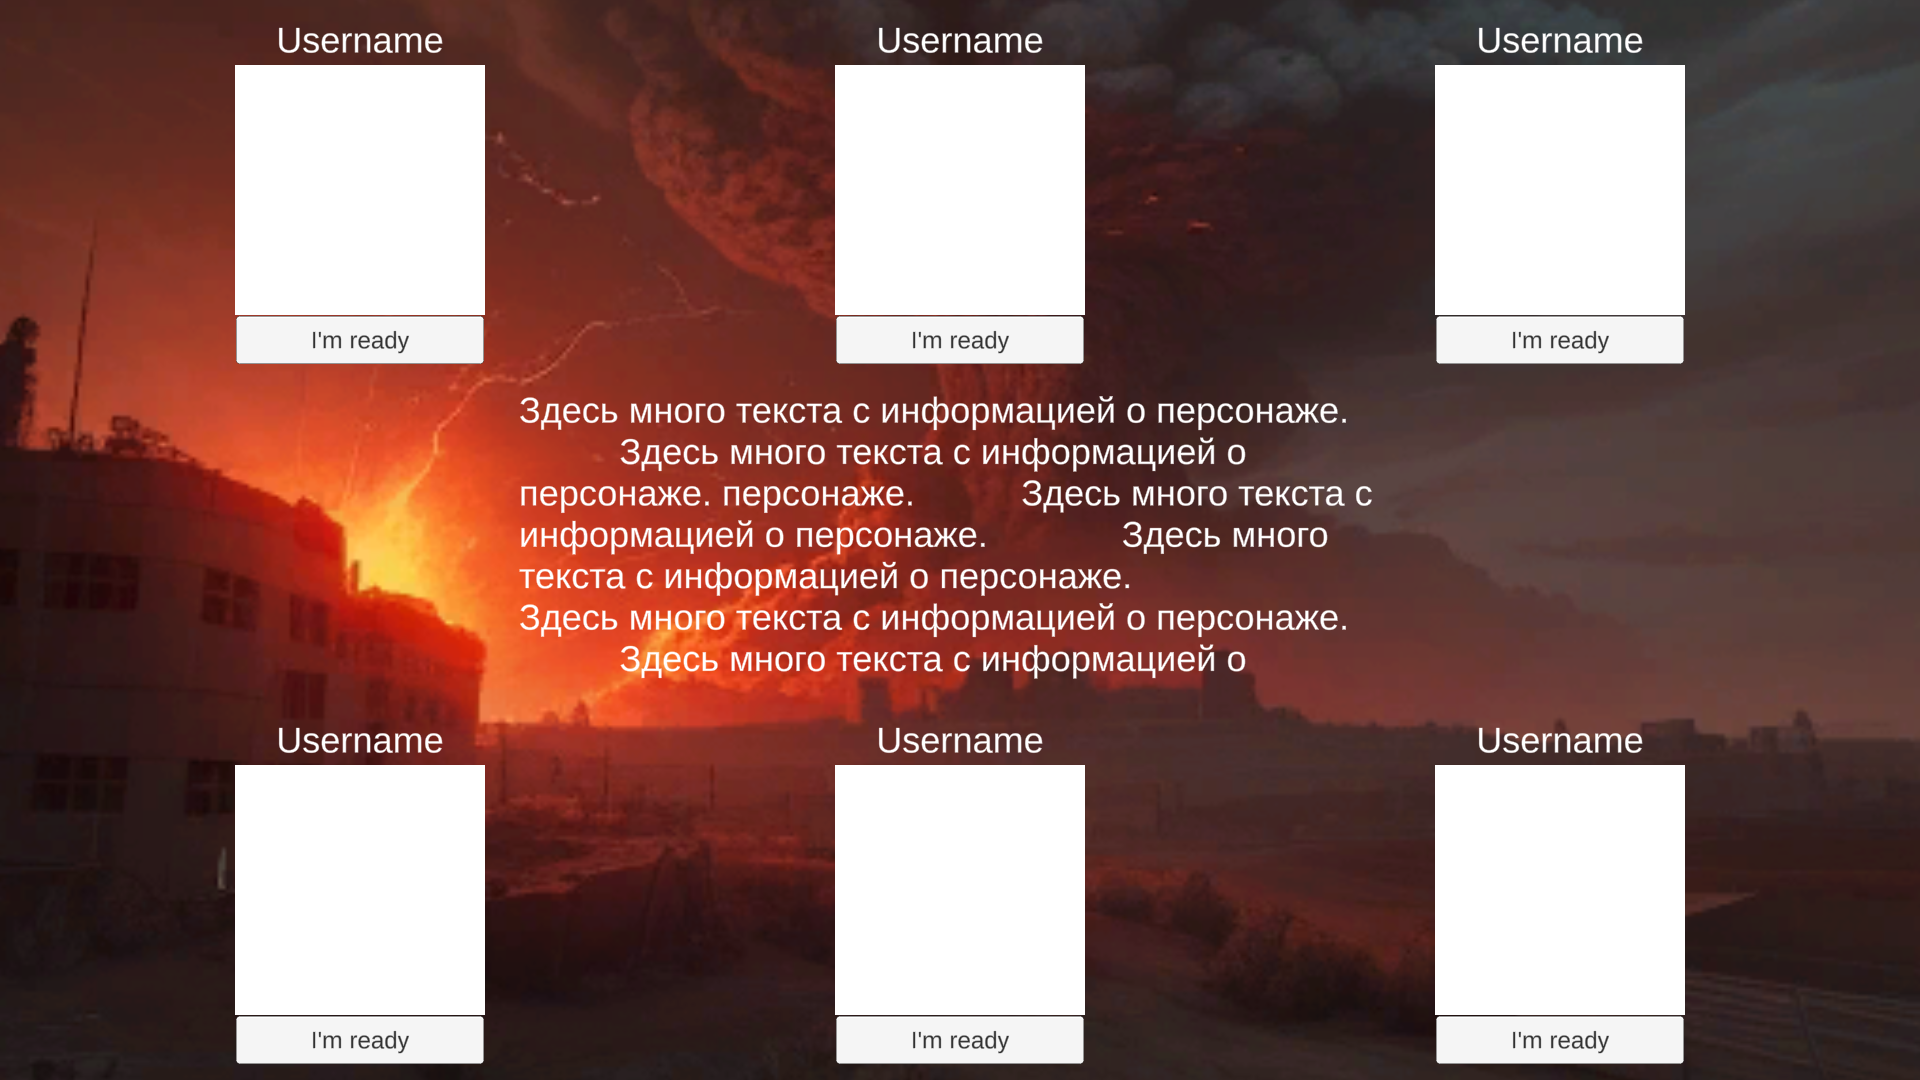 Username
Username
Username
I'm ready
I'm ready
I'm ready
Здесь много текста с информацией о персонаже.
Здесь много текста с информацией о
персонаже. персонаже. Здесь много текста с
информацией о персонаже. Здесь много
текста с информацией о персонаже.
Здесь много текста с информацией о персонаже.
Здесь много текста с информацией о
Username
Username
Username
I'm ready
I'm ready
I'm ready